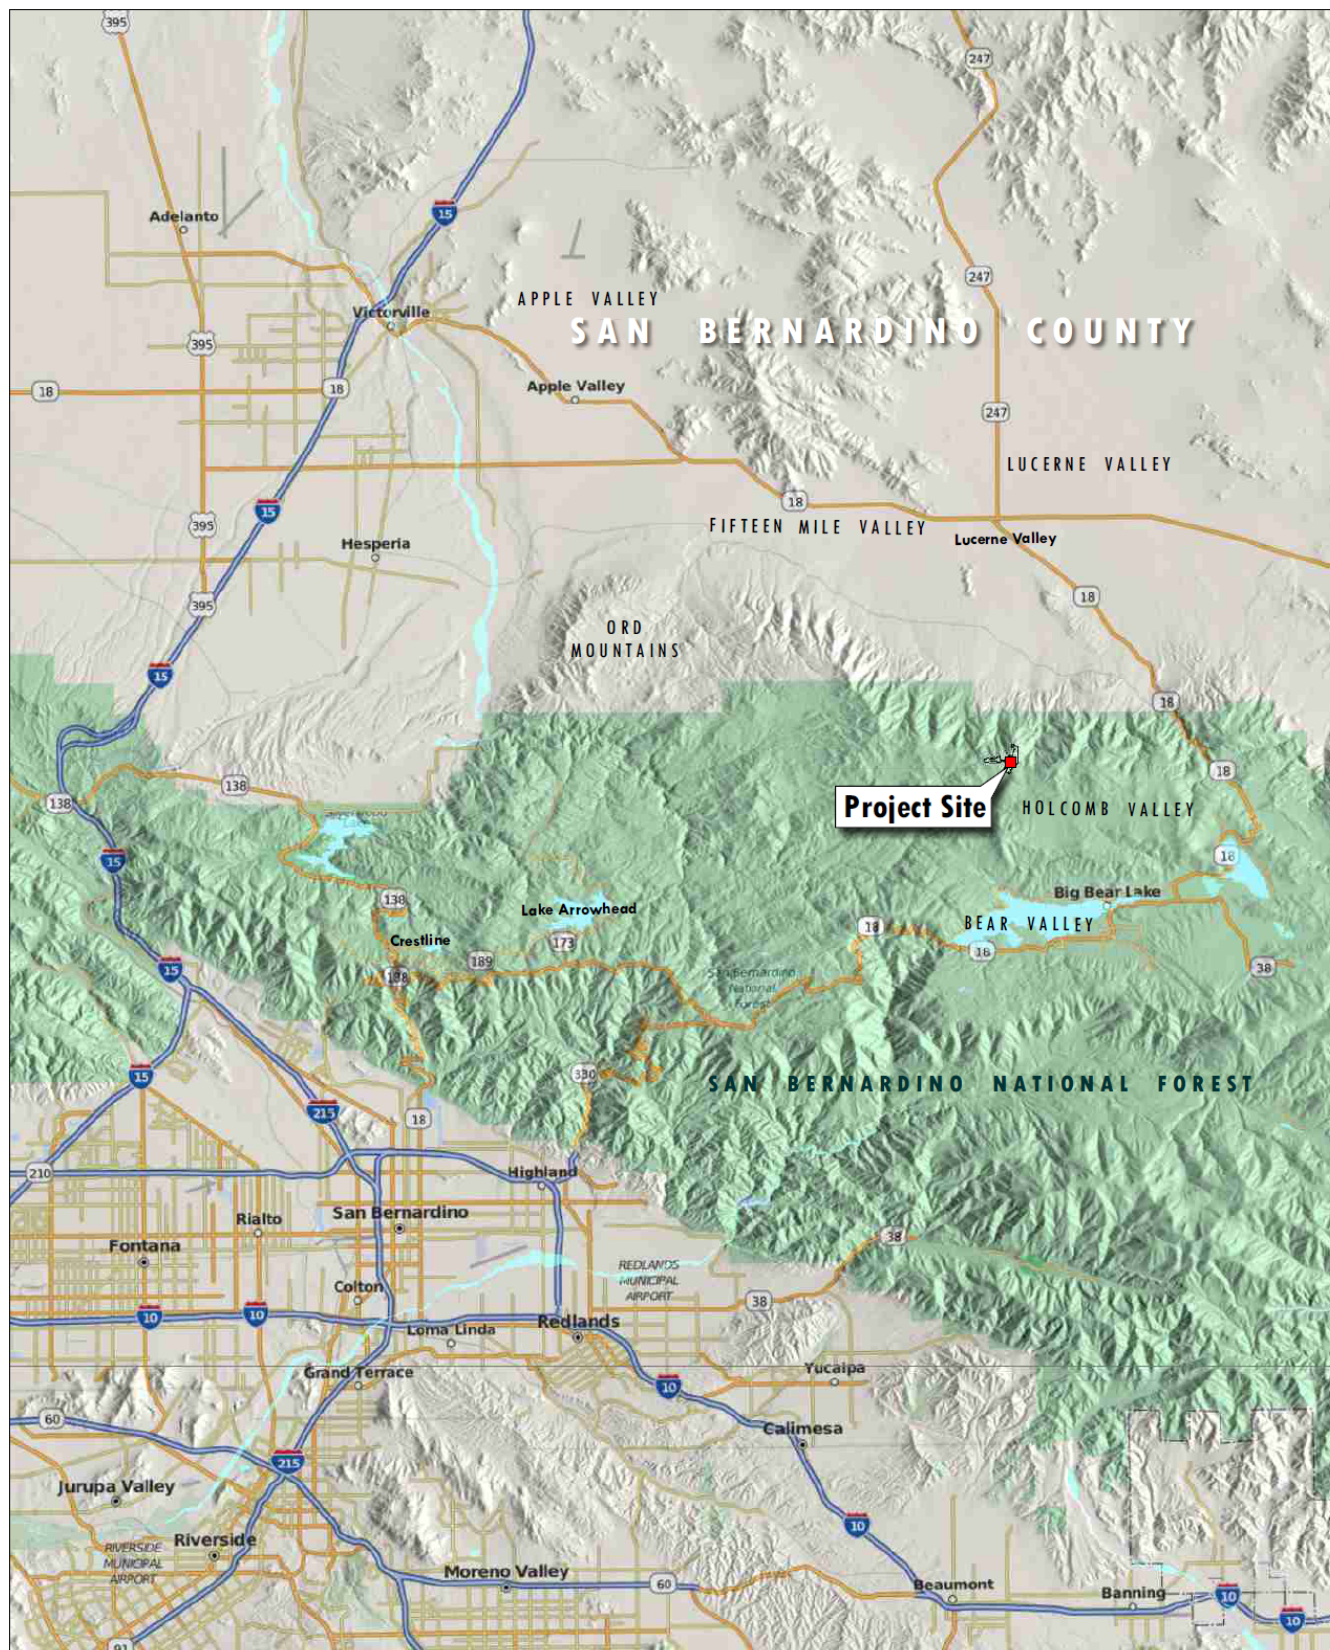 395
247
15
Adelanto
247
APPLE VALLEY
Victorville
SAN BERNARDINO COUNTY
395
18
18
Apple Valley
247
LUCERNE VALLEY
18
15
395
FIFTEEN MILE VALLEY
Lucerne Valley
Hesperia
18
395
ORD
MOUNTAINS
15
18
138
18
138
Project Site
HOLCOMB VALLEY
15
18
138
Big Bear Lake
Lake Arrowhead
BEAR VALLEY
18
Crestline
173
189
18
15
138
38
San Bernardino
National
Forest
15
330
SAN BERNARDINO NATIONAL FOREST
215
18
210
Highland
San Bernardino
Rialto
38
Fontana
REDLANDS
MUNICIPAL
AIRPORT
Colton
38
10
10
Redlands
Loma Linda
Grand Terrace
Yucaipa
10
60
Calimesa
215
Jurupa Valley
10
Riverside
RIVERSIDE
MUNICIPAL
AIRPORT
Moreno Valley
60
Beaumont
Banning
10
10
91